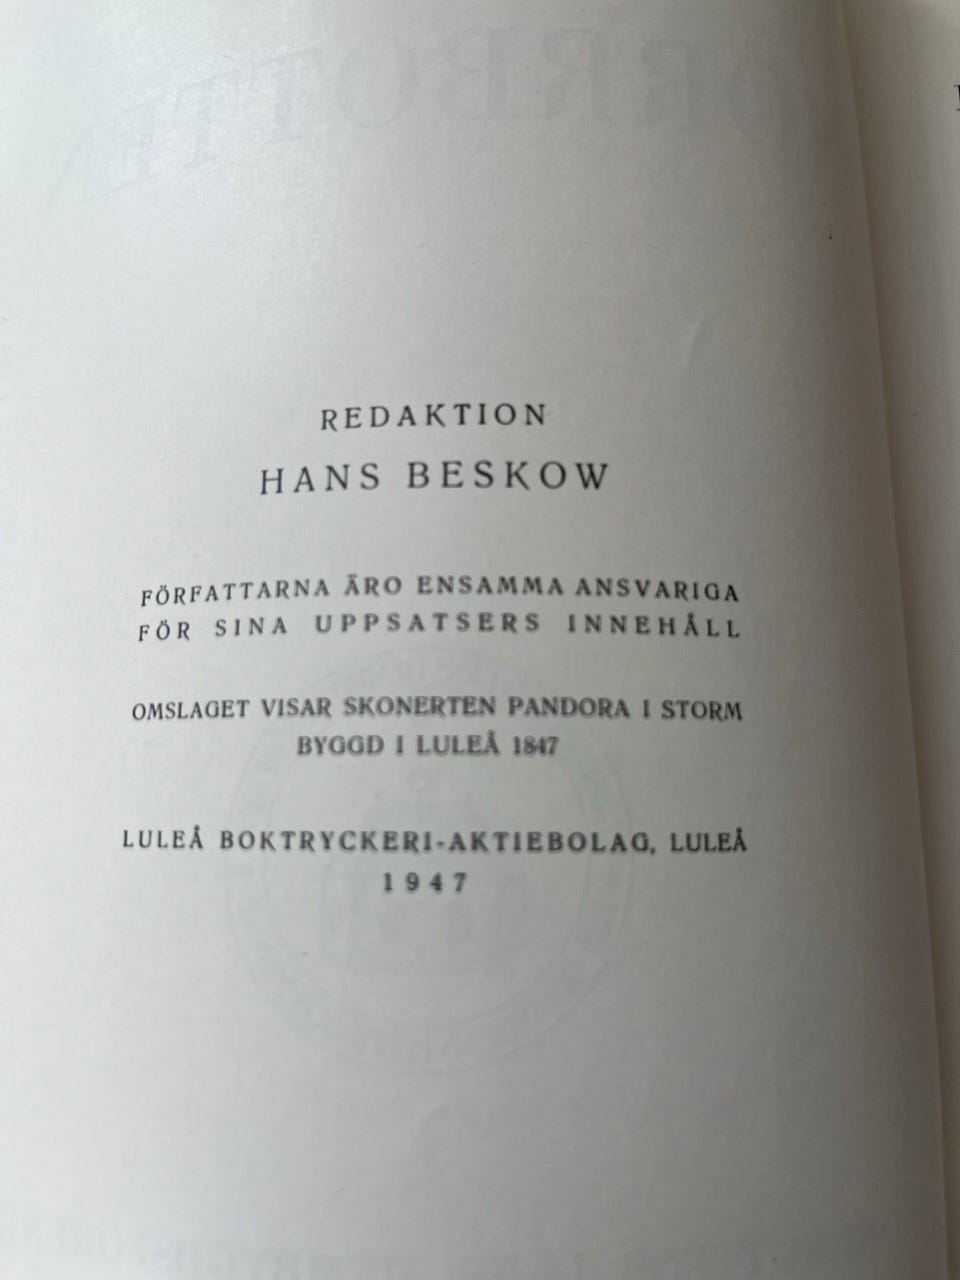 REDAKTION
HANS BESKOW
FÖRFATTARNA ÄRO ENSAMMA ANSVARIGA
FÖR SINA UPPSATSERS INNEHÅLL
OMSLAGET VISAR SKONERTEN PANDORA I STORM
BYGGD I LULEÅ 1847
LULEÅ BOKTRYCKERI-AKTIEBOLAG, LULEÅ
1947